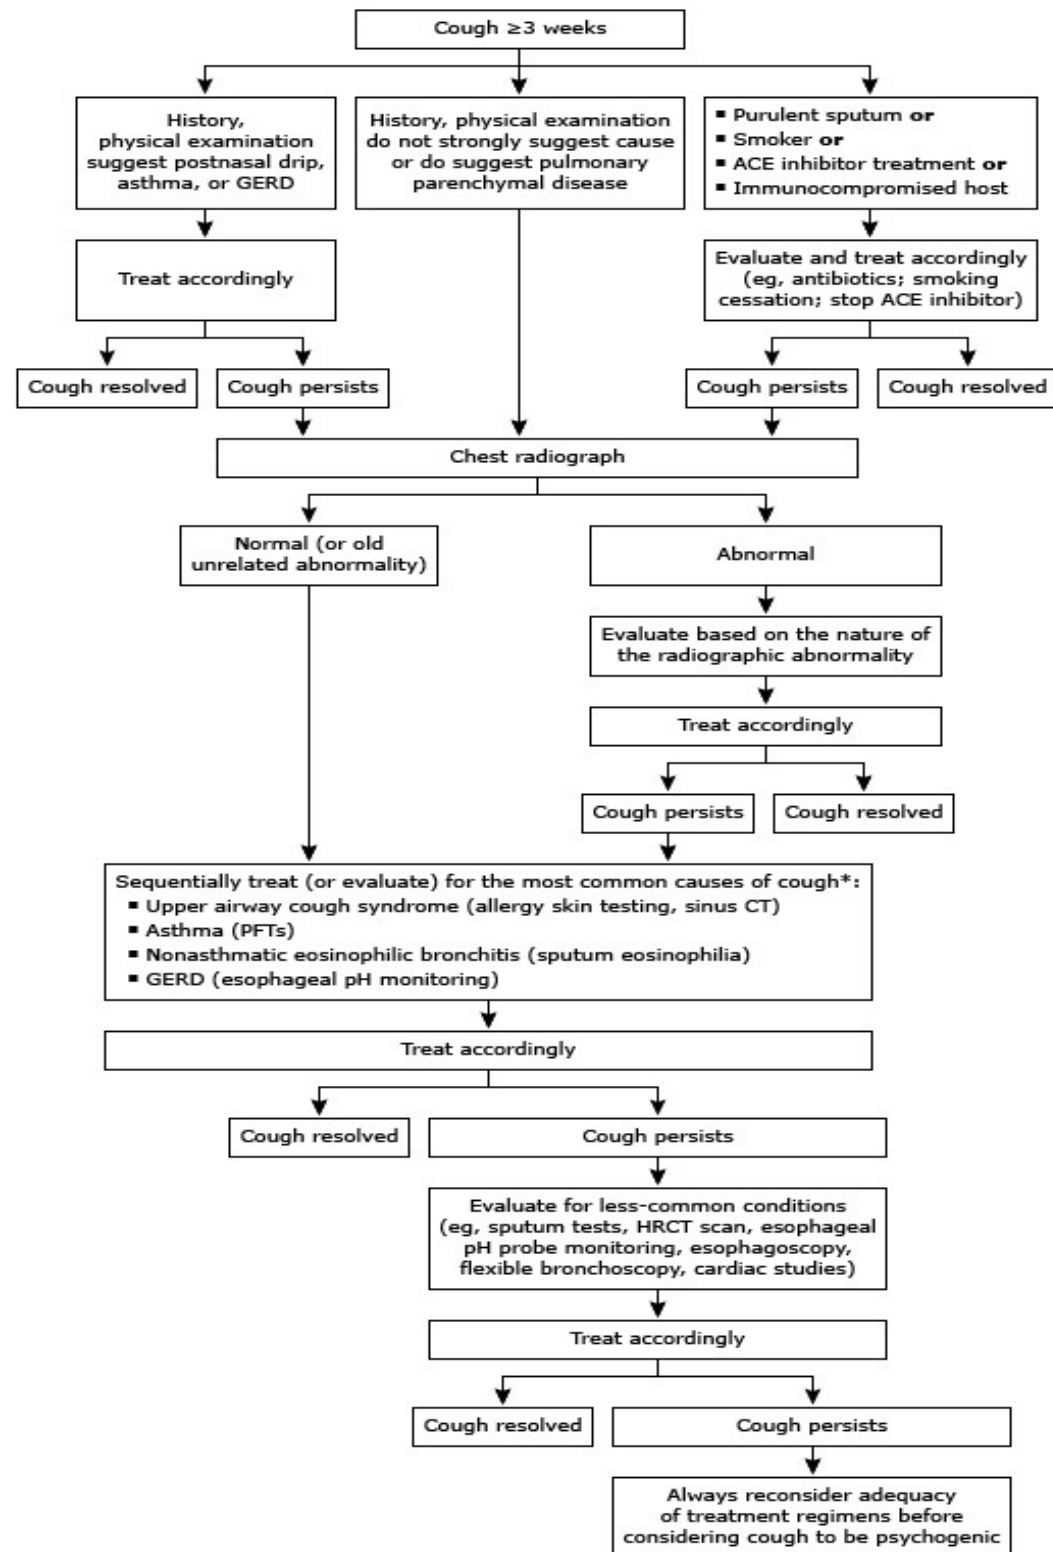 Cough ≥3 weeks
History,
physical examination
suggest postnasal drip,
asthma, or GERD
History, physical examination
do not strongly suggest cause
or do suggest pulmonary
parenchymal disease
▪ Purulent sputum or
▪ Smoker or
▪ ACE inhibitor treatment or
▪ Immunocompromised host
Treat accordingly
Evaluate and treat accordingly
(eg, antibiotics; smoking
cessation; stop ACE inhibitor)
Cough resolved
Cough persists
Cough persists
Cough resolved
Chest radiograph
Normal (or old
unrelated abnormality)
Abnormal
Evaluate based on the nature of
the radiographic abnormality
Treat accordingly
Cough persists
Cough resolved
Sequentially treat (or evaluate) for the most common causes of cough*:
▪ Upper airway cough syndrome (allergy skin testing, sinus CT)
▪ Asthma (PFTs)
▪ Nonasthmatic eosinophilic bronchitis (sputum eosinophilia)
▪ GERD (esophageal pH monitoring)
Treat accordingly
Cough resolved
Cough persists
Evaluate for less-common conditions
(eg, sputum tests, HRCT scan, esophageal
pH probe monitoring, esophagoscopy,
flexible bronchoscopy, cardiac studies)
Treat accordingly
Cough resolved
Cough persists
Always reconsider adequacy
of treatment regimens before
considering cough to be psychogenic